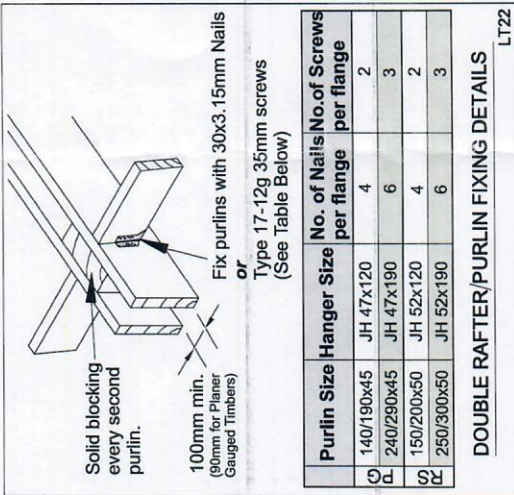 Solid blocking
every second
purlin.
100mm min.
(90mm for Planer
Gauged Timbers)
Fix purlins with 30x3.15mm Nails
or
Type 17-12g 35mm screws
(See Table Below)
Purlin Size Hanger Size No. of Nails per flange No.of Screws per flange
PG 140/190x45 JH 47x120 4 2
240/290x45 JH 47x190 6 3
RS 150/200x50 JH 52x120 4 2
250/300x50 JH 52x190 6 3
DOUBLE RAFTER/PURLIN FIXING DETAILS
LT22